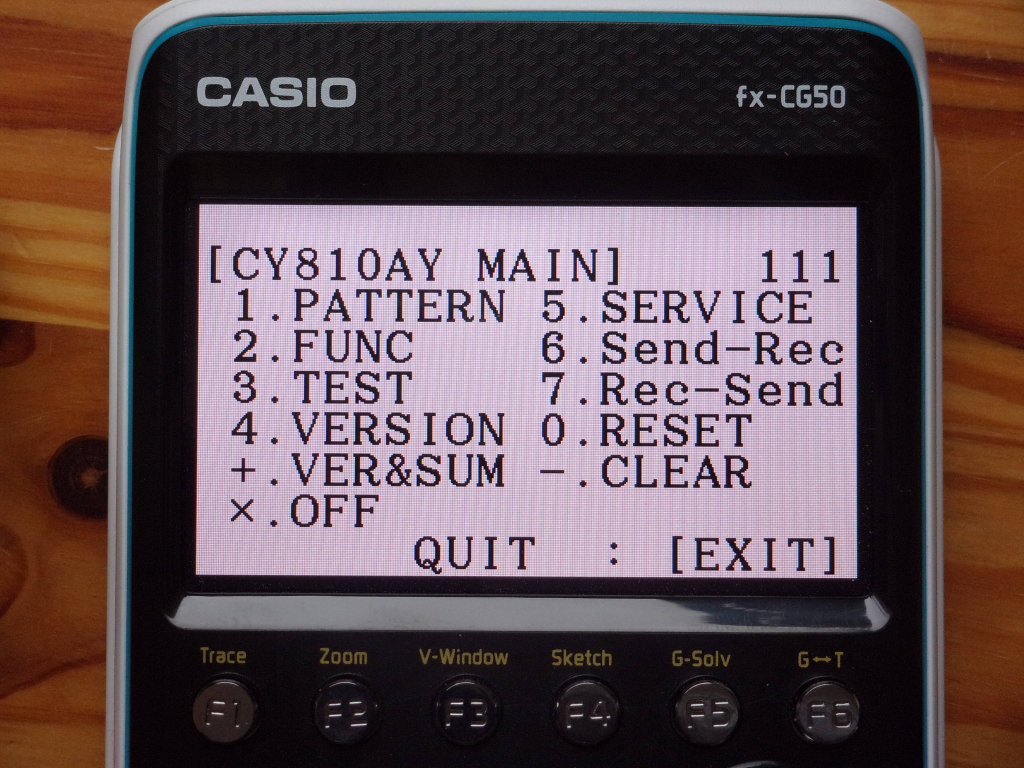 CASIO fx-CG50
[CY810AY MAIN] 111
1.PATTERN 5.SERVICE
2.FUNC 6.Send-Rec
3.TEST 7.Rec-Send
4.VERSION 0.RESET
+.VER&SUM -.CLEAR
×.OFF
QUIT : [EXIT]
Trace Zoom V-Window Sketch G-Solv G↔T
F1 F2 F3 F4 F5 F6